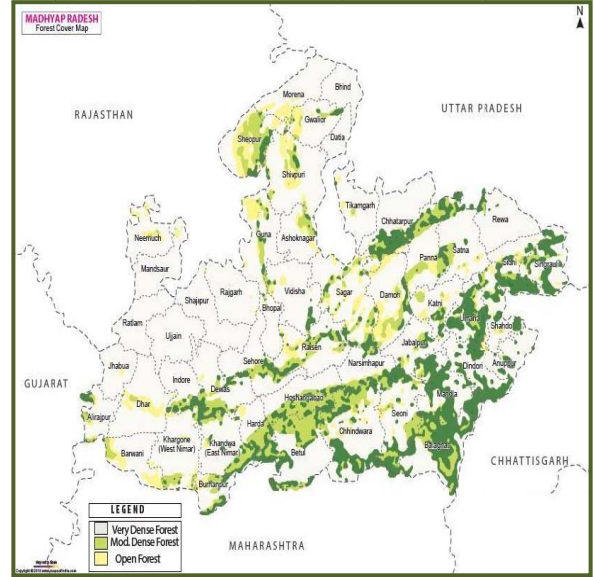 MADHYAP RADESH
Forest Cover Map
N
RAJASTHAN
UTTAR PRADESH
GUJARAT
CHHATTISGARH
MAHARASHTRA
Bhind
Morena
Gwalior
Datia
Sheopur
Shivpuri
Tikamgarh
Chhatarpur
Rewa
Neemuch
Guna
Ashoknagar
Panna
Satna
Sidhi
Singrauli
Mandsaur
Shajapur
Rajgarh
Vidisha
Sagar
Damoh
Katni
Umaria
Shahdol
Bhopal
Ratlam
Ujjain
Raisen
Jabalpur
Anuppur
Jhabua
Sehore
Narsimhapur
Dindori
Indore
Dewas
Hoshangabad
Mandla
Dhar
Alirajpur
Harda
Seoni
Chhindwara
Khargone
(West Nimar)
Khandwa
(East Nimar)
Betul
Balaghat
Barwani
Burhanpur
LEGEND
Very Dense Forest
Mod. Dense Forest
Open Forest